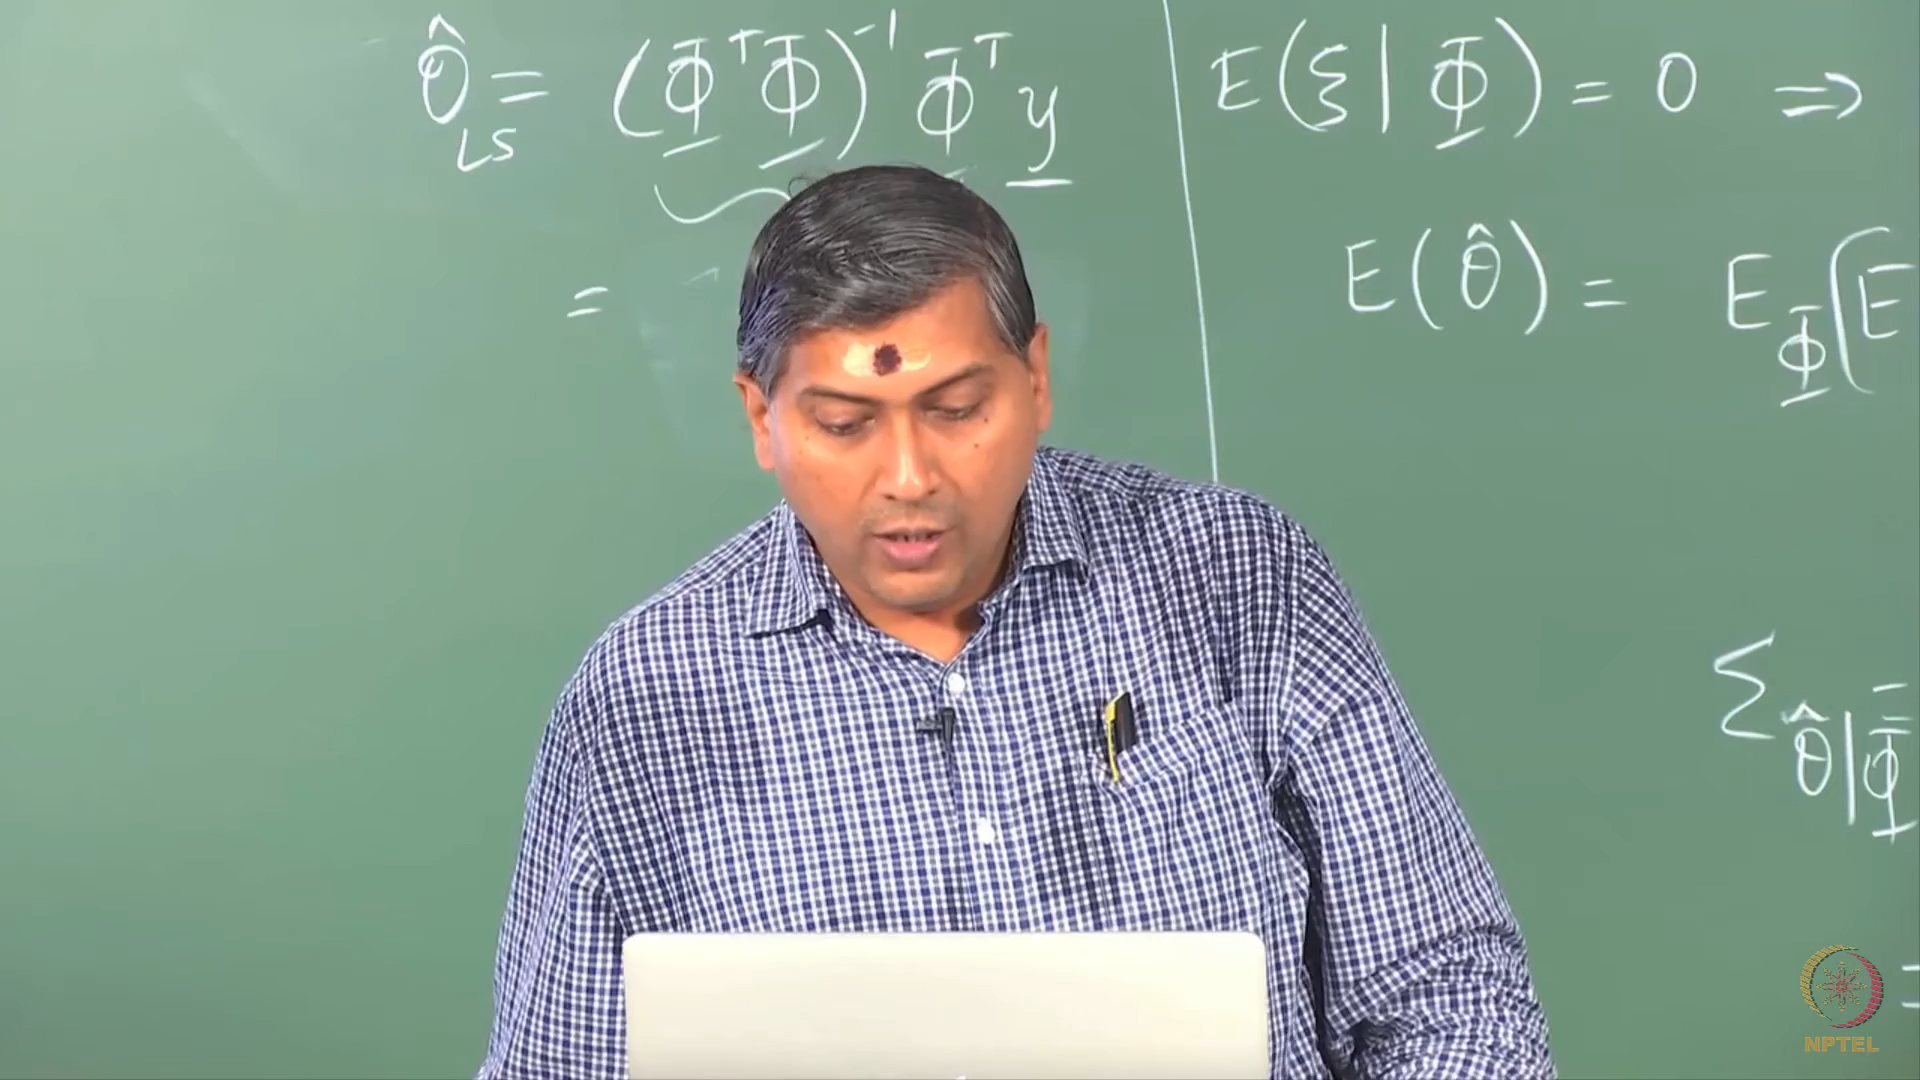 θ̂_LS = (Φ^T Φ)^-1 Φ^T y
=
E(ξ | Φ) = 0 ⇒
E(θ̂) = E_Φ(E
Σ_θ̂|Φ
=
NPTEL